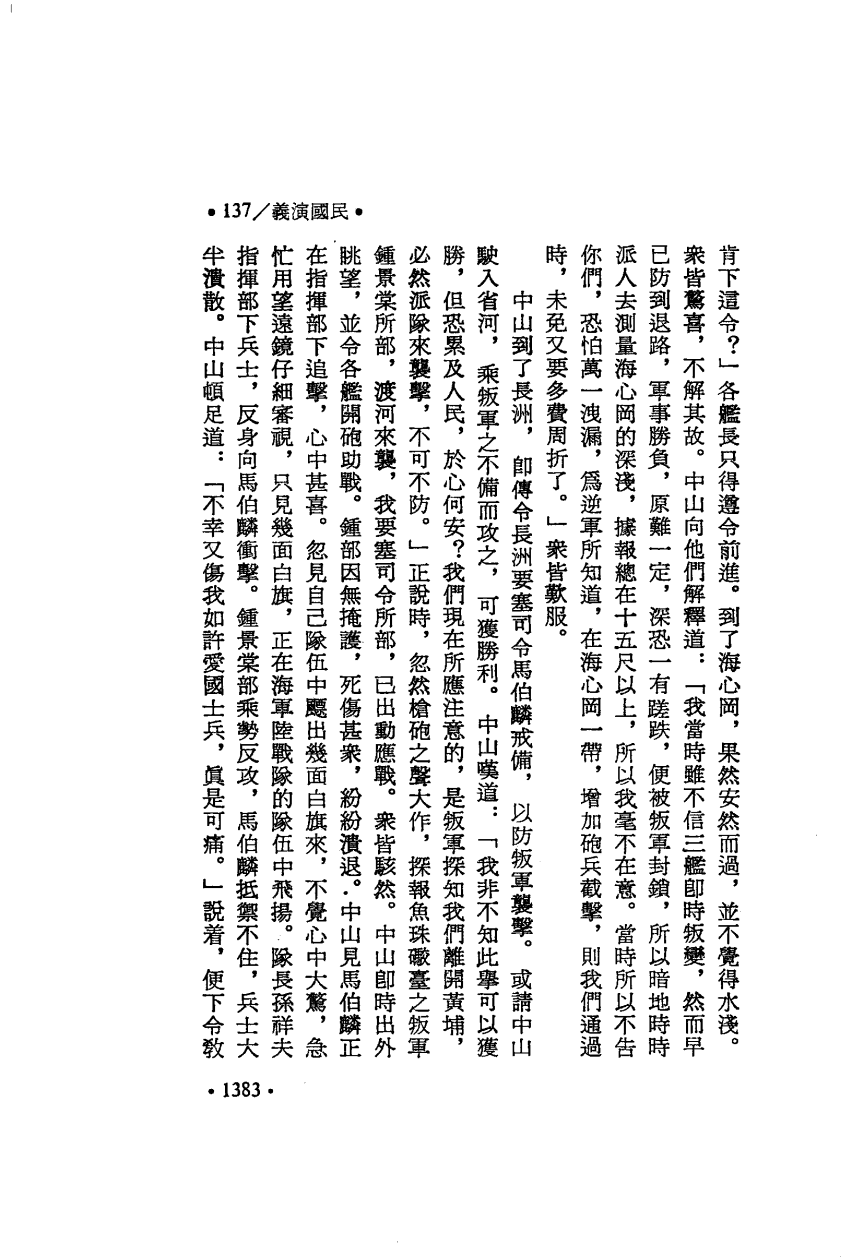 •137／義演國民•
肯下這令？」各艦長只得遵令前進。到了海心岡，果然安然而過，並不覺得水淺。
衆皆驚喜，不解其故。中山向他們解釋道：「我當時雖不信三艦卽時叛變，然而早
已防到退路，軍事勝負，原難一定，深恐一有蹉跌，便被叛軍封鎖，所以暗地時時
派人去測量海心岡的深淺，據報總在十五尺以上，所以我毫不在意。當時所以不告
你們，恐怕萬一洩漏，爲逆軍所知道，在海心岡一帶，增加砲兵截擊，則我們通過
時，未免又要多費周折了。」衆皆歎服。
中山到了長洲，卽傳令長洲要塞司令馬伯麟戒備，以防叛軍襲擊。或請中山
駛入省河，乘叛軍之不備而攻之，可獲勝利。中山嘆道：「我非不知此舉可以獲
勝，但恐累及人民，於心何安？我們現在所應注意的，是叛軍探知我們離開黃埔，
必然派隊來襲擊，不可不防。」正說時，忽然槍砲之聲大作，探報魚珠礮臺之叛軍
鍾景棠所部，渡河來襲，我要塞司令所部，已出動應戰。衆皆駭然。中山卽時出外
眺望，並令各艦開砲助戰。鍾部因無掩護，死傷甚衆，紛紛潰退。中山見馬伯麟正
在指揮部下追擊，心中甚喜。忽見自己隊伍中飄出幾面白旗來，不覺心中大驚，急
忙用望遠鏡仔細審視，只見幾面白旗，正在海軍陸戰隊的隊伍中飛揚。隊長孫祥夫
指揮部下兵士，反身向馬伯麟衝擊。鍾景棠部乘勢反攻，馬伯麟抵禦不住，兵士大
半潰散。中山頓足道：「不幸又傷我如許愛國士兵，眞是可痛。」說着，便下令敎
•1383•